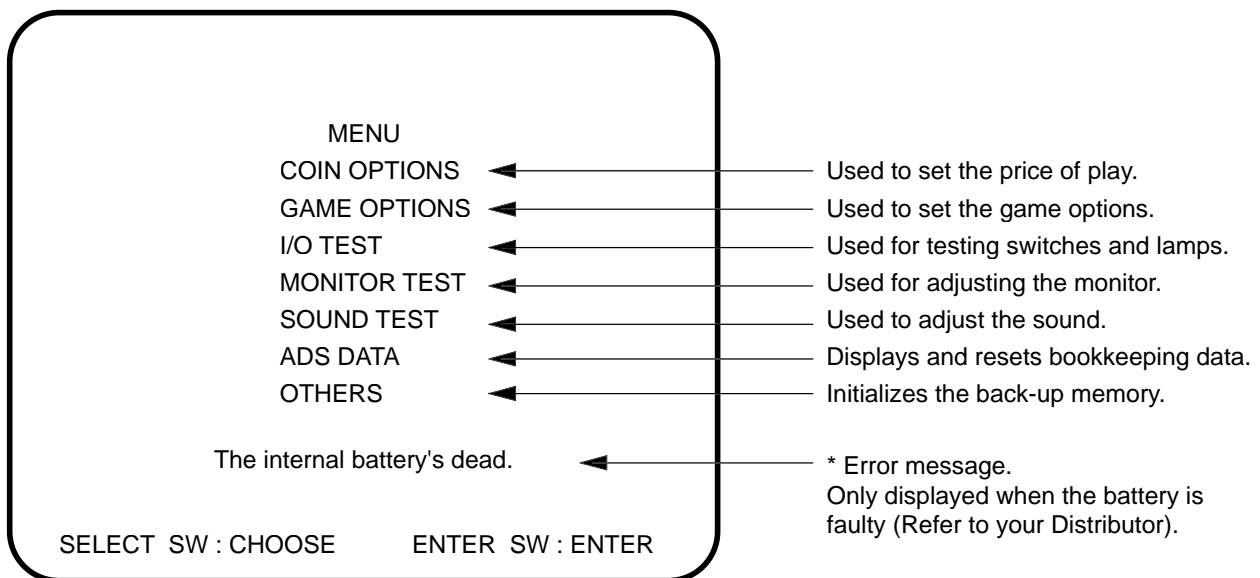 MENU
COIN OPTIONS
Used to set the price of play.
GAME OPTIONS
Used to set the game options.
I/O TEST
Used for testing switches and lamps.
MONITOR TEST
Used for adjusting the monitor.
SOUND TEST
Used to adjust the sound.
ADS DATA
Displays and resets bookkeeping data.
OTHERS
Initializes the back-up memory.
The internal battery's dead.
* Error message.
Only displayed when the battery is
faulty (Refer to your Distributor).
SELECT SW : CHOOSE ENTER SW : ENTER